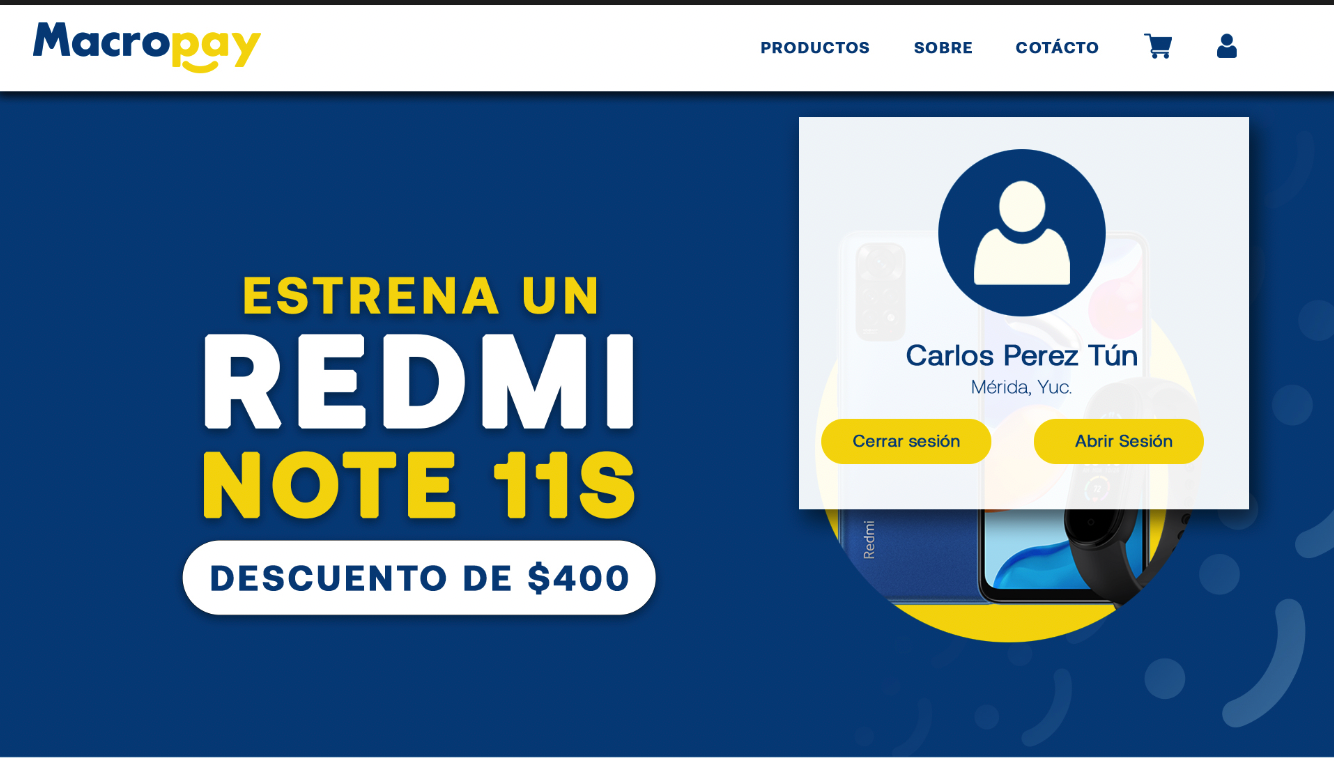 Macropay
PRODUCTOS
SOBRE
COTÁCTO
ESTRENA UN
REDMI
NOTE 11S
DESCUENTO DE $400
Carlos Perez Tún
Mérida, Yuc.
Cerrar sesión
Abrir Sesión
Redmi